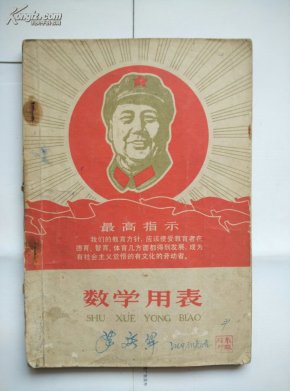 最高指示
我们的教育方针，应该使受教育者在
德育、智育、体育几方面都得到发展，成为
有社会主义觉悟的有文化的劳动者。
数学用表
SHU XUE YONG BIAO